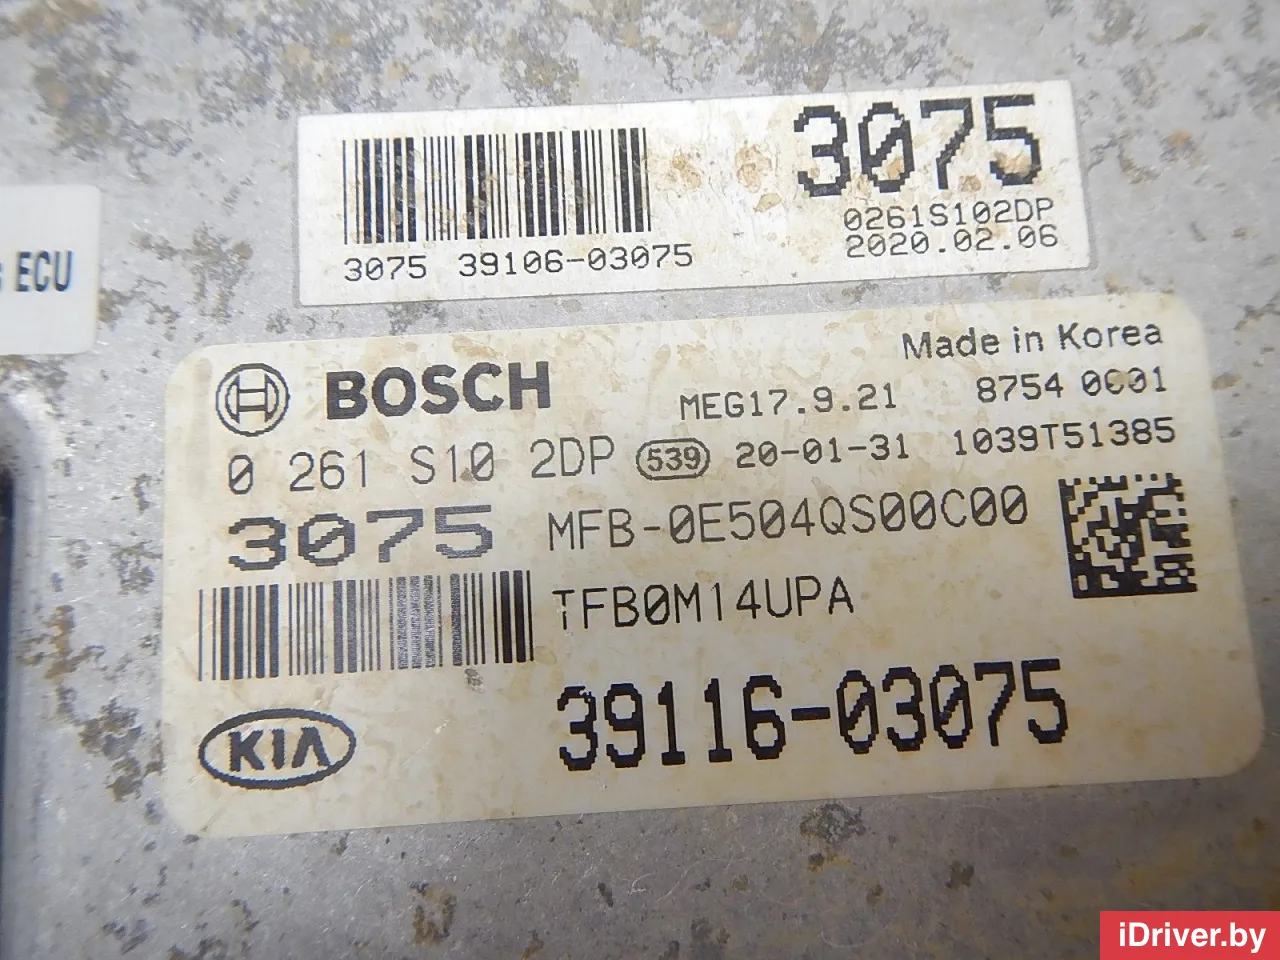 ECU
3075
0261S102DP
2020.02.06
3075 39106-03075
Made in Korea
BOSCH
MEG17.9.21 8754 0001
0 261 S10 2DP 539 20-01-31 1039T51385
3075 MFB-0E504QS00C00
TFB0M14UPA
39116-03075
KIA
iDriver.by